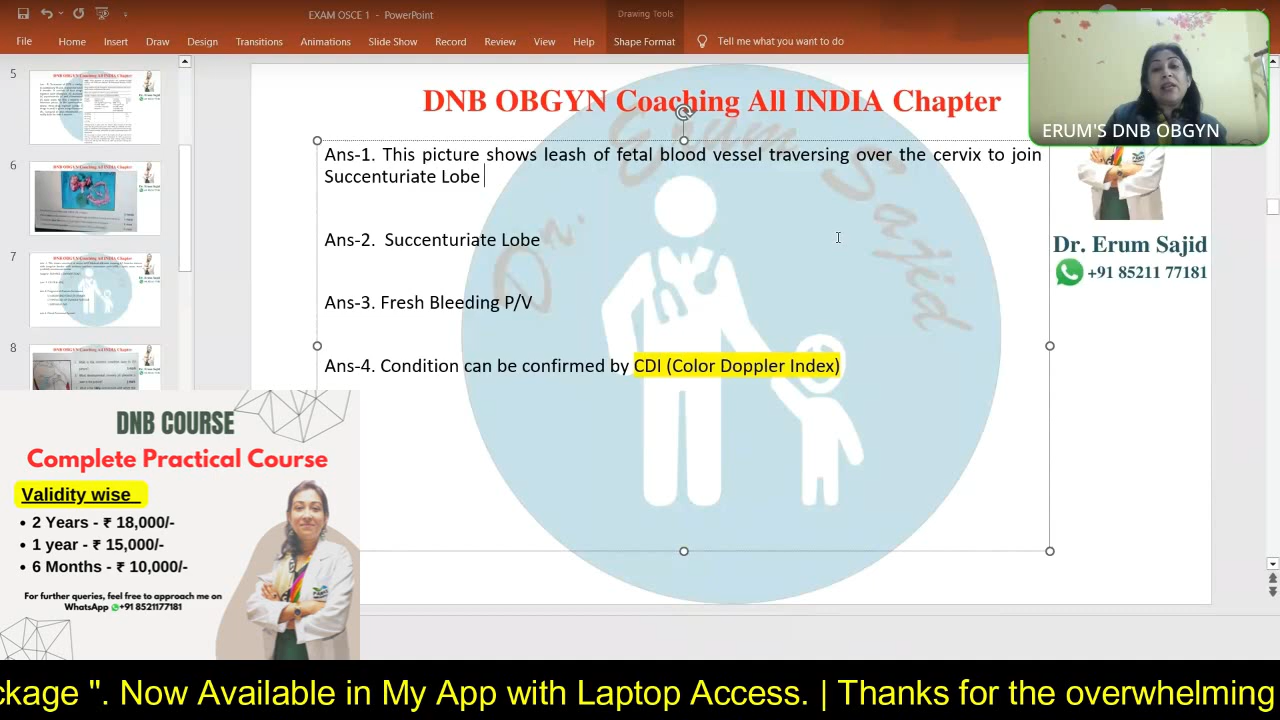 EXAM OSCE 1 - PowerPoint
Drawing Tools
File Home Insert Draw Design Transitions Animations Slide Show Record Review View Help Shape Format Tell me what you want to do
ERUM'S DNB OBGYN
5
6
7
8
DNB OBGYN Coaching All INDIA Chapter
Ans-1. This picture shows leash of fetal blood vessel traversing over the cervix to join
Succenturiate Lobe
Ans-2. Succenturiate Lobe
Ans-3. Fresh Bleeding P/V
Ans-4. Condition can be confirmed by CDI (Color Doppler Index)
Dr. Erum Sajid
+91 85211 77181
DNB COURSE
Complete Practical Course
Validity wise
• 2 Years - ₹ 18,000/-
• 1 year - ₹ 15,000/-
• 6 Months - ₹ 10,000/-
For further queries, feel free to approach me on
WhatsApp +91 8521177181
ckage ". Now Available in My App with Laptop Access. | Thanks for the overwhelming